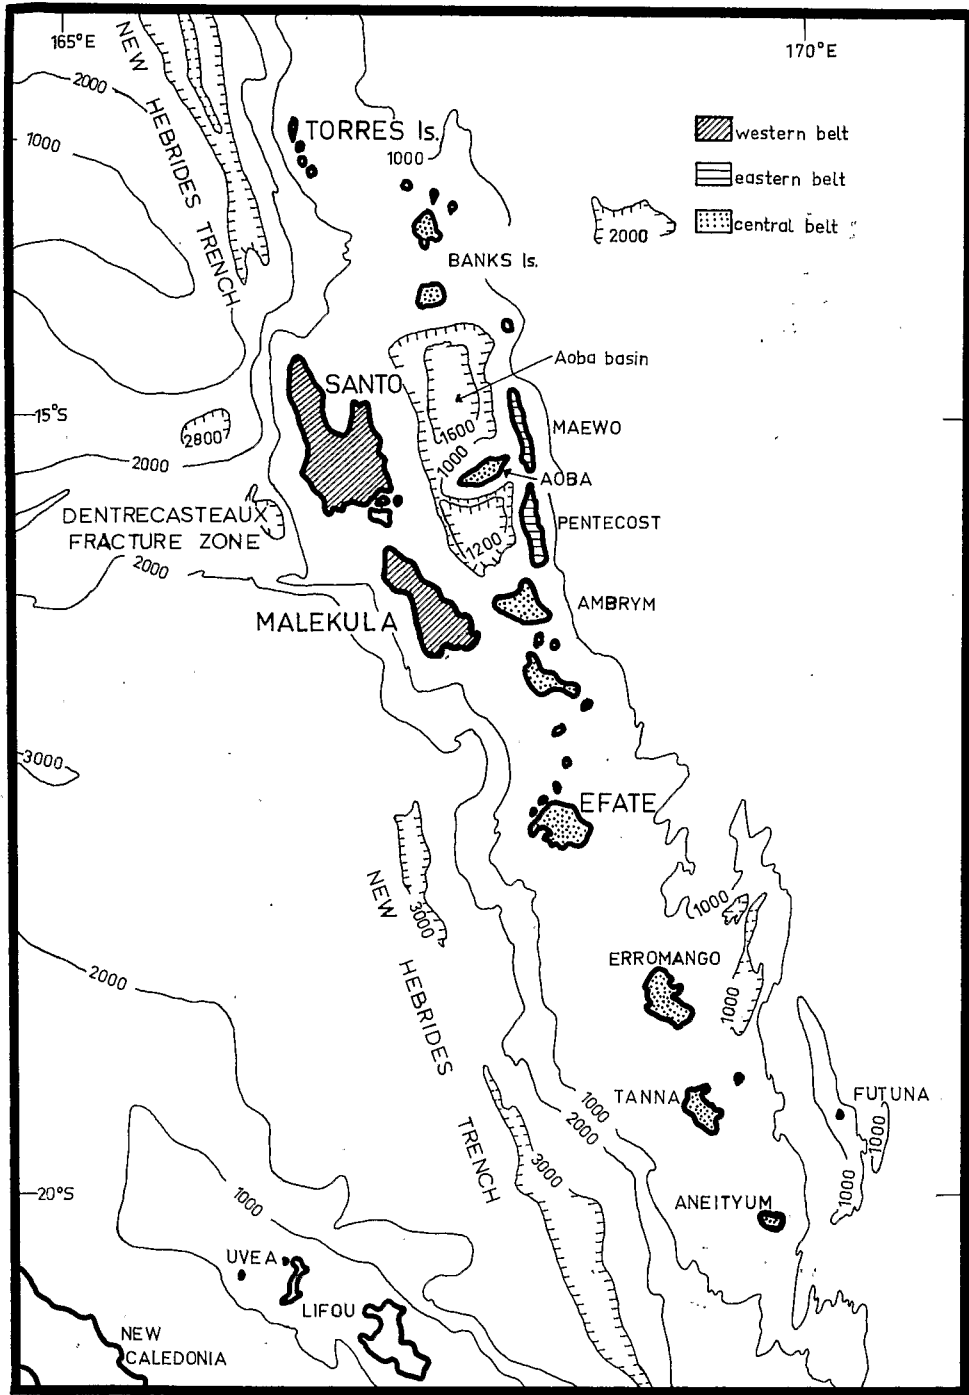 165°E
170°E
NEW
HEBRIDES
TRENCH
2000
1000
TORRES Is.
1000
western belt
eastern belt
central belt
2000
BANKS Is.
Aoba basin
SANTO
15°S
2800
1600
1000
MAEWO
2000
AOBA
DENTRECASTEAUX
FRACTURE ZONE
PENTECOST
1200
2000
AMBRYM
MALEKULA
3000
EFATE
NEW
3000
HEBRIDES
TRENCH
1000
2000
ERROMANGO
1000
TANNA
1000
2000
FUTUNA
1000
1000
3000
20°S
1000
ANEITYUM
UVEA
LIFOU
NEW
CALEDONIA